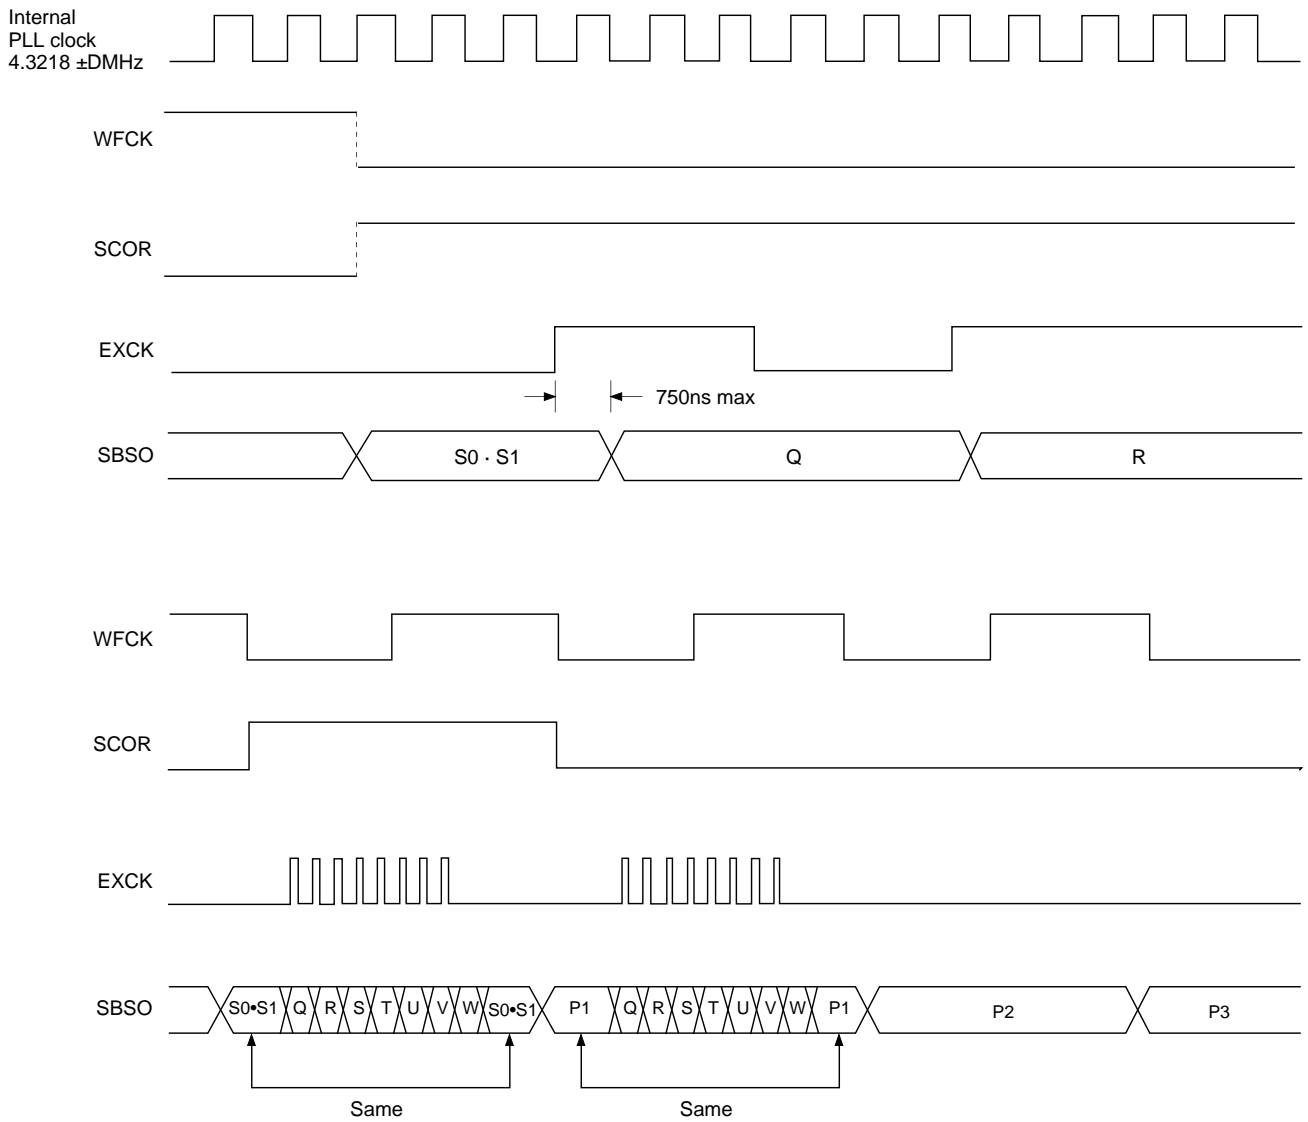 Internal
PLL clock
4.3218 ±DMHz
WFCK
SCOR
EXCK
750ns max
SBSO
S0 · S1
Q
R
WFCK
SCOR
EXCK
SBSO
S0•S1 Q R S T U V W S0•S1 P1 Q R S T U V W P1 P2 P3
Same
Same